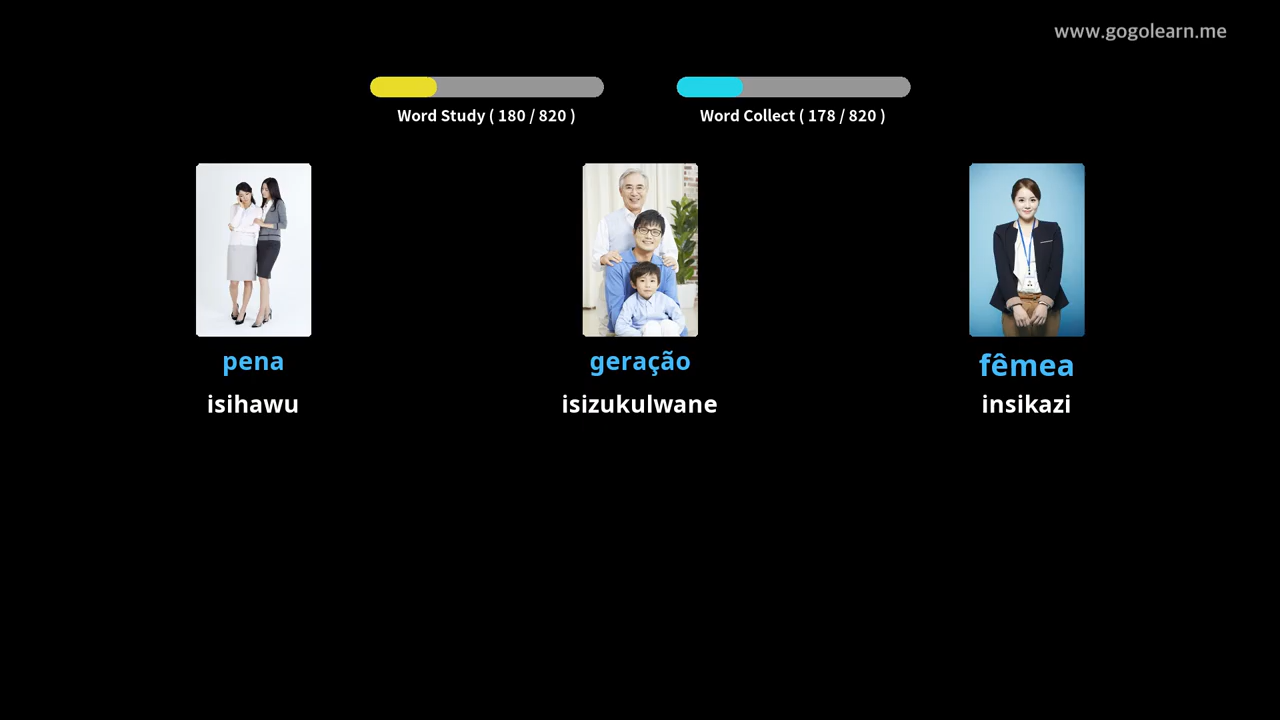 www.gogolearn.me
Word Study ( 180 / 820 )
Word Collect ( 178 / 820 )
pena
geração
fêmea
isihawu
isizukulwane
insikazi